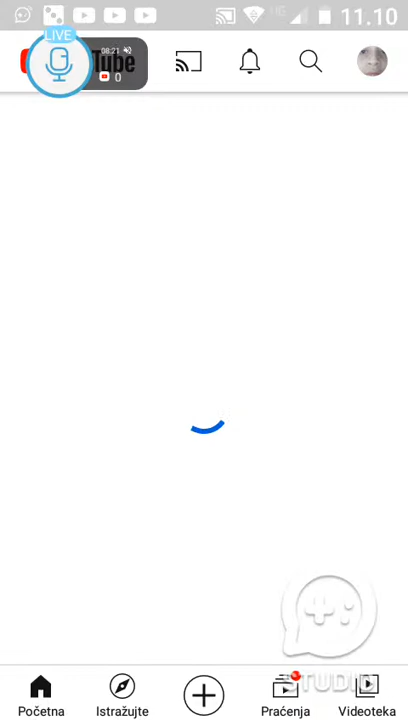 11.10
LIVE
Tube
08:21
0
STUDIO
Početna
Istražujte
Praćenja
Videoteka